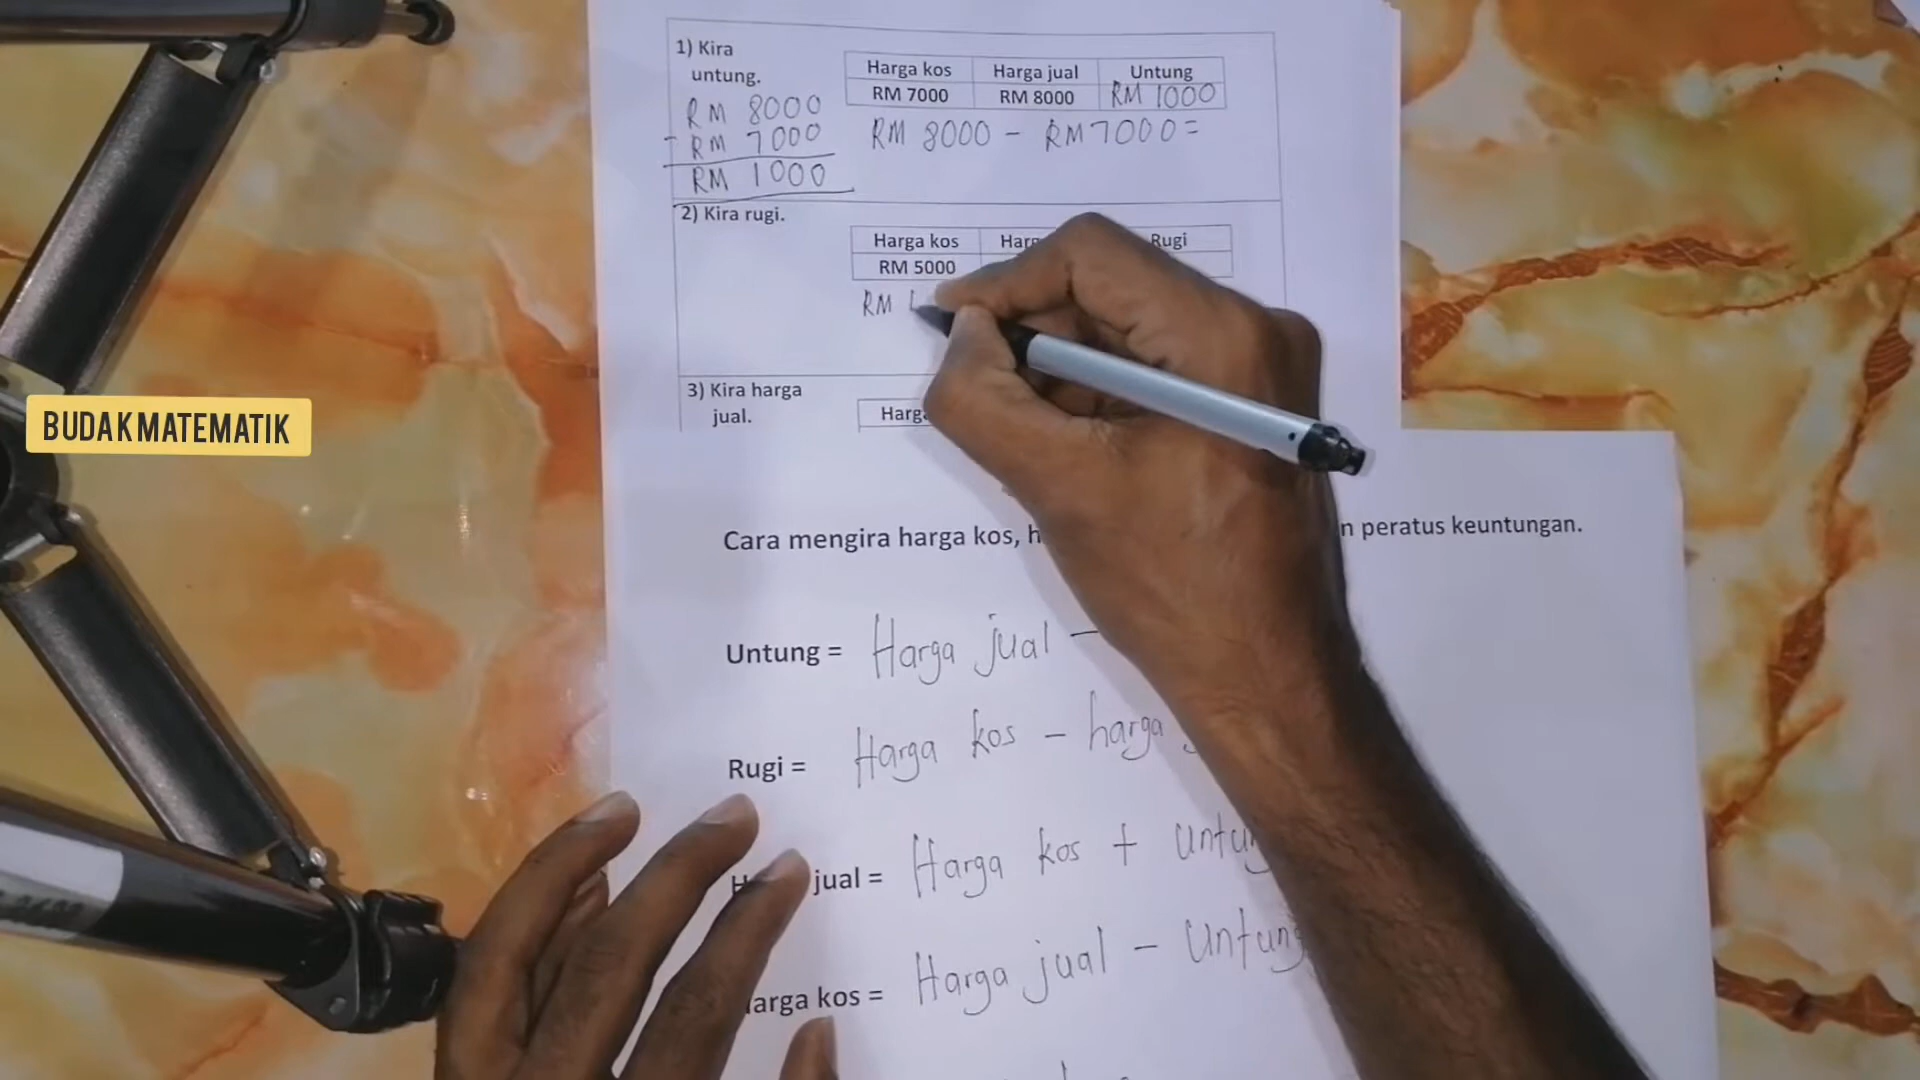 1) Kira
untung.
Harga kos Harga jual Untung
RM 7000 RM 8000 RM 1000
RM 8000
- RM 7000
RM 1000
RM 8000 - RM 7000 =
2) Kira rugi.
Harga kos Rugi
RM 5000
RM
3) Kira harga
jual.
BUDAK MATEMATIK
Cara mengira harga kos, peratus keuntungan.
Untung = Harga jual -
Rugi = Harga kos - harga
jual = Harga kos + untung
Harga kos = Harga jual - Untung